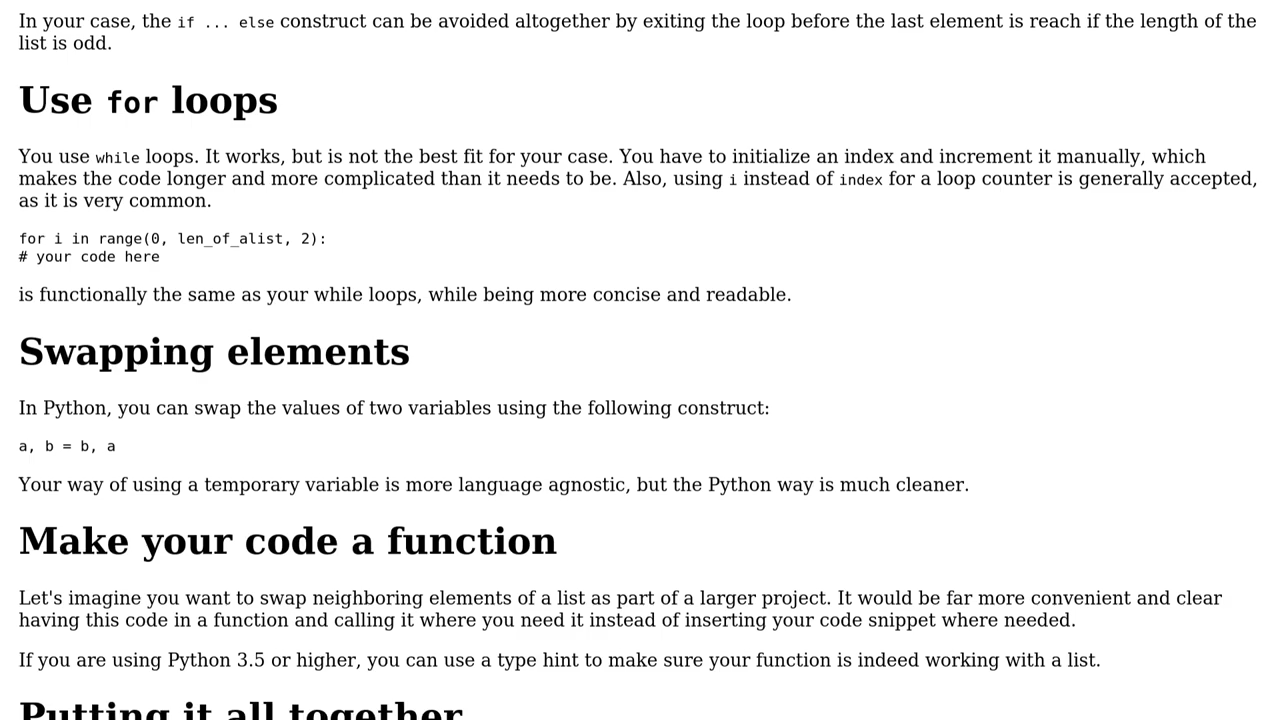 In your case, the if ... else construct can be avoided altogether by exiting the loop before the last element is reach if the length of the
list is odd.
Use for loops
You use while loops. It works, but is not the best fit for your case. You have to initialize an index and increment it manually, which
makes the code longer and more complicated than it needs to be. Also, using i instead of index for a loop counter is generally accepted,
as it is very common.
for i in range(0, len_of_alist, 2):
# your code here
is functionally the same as your while loops, while being more concise and readable.
Swapping elements
In Python, you can swap the values of two variables using the following construct:
a, b = b, a
Your way of using a temporary variable is more language agnostic, but the Python way is much cleaner.
Make your code a function
Let's imagine you want to swap neighboring elements of a list as part of a larger project. It would be far more convenient and clear
having this code in a function and calling it where you need it instead of inserting your code snippet where needed.
If you are using Python 3.5 or higher, you can use a type hint to make sure your function is indeed working with a list.
Putting it all together